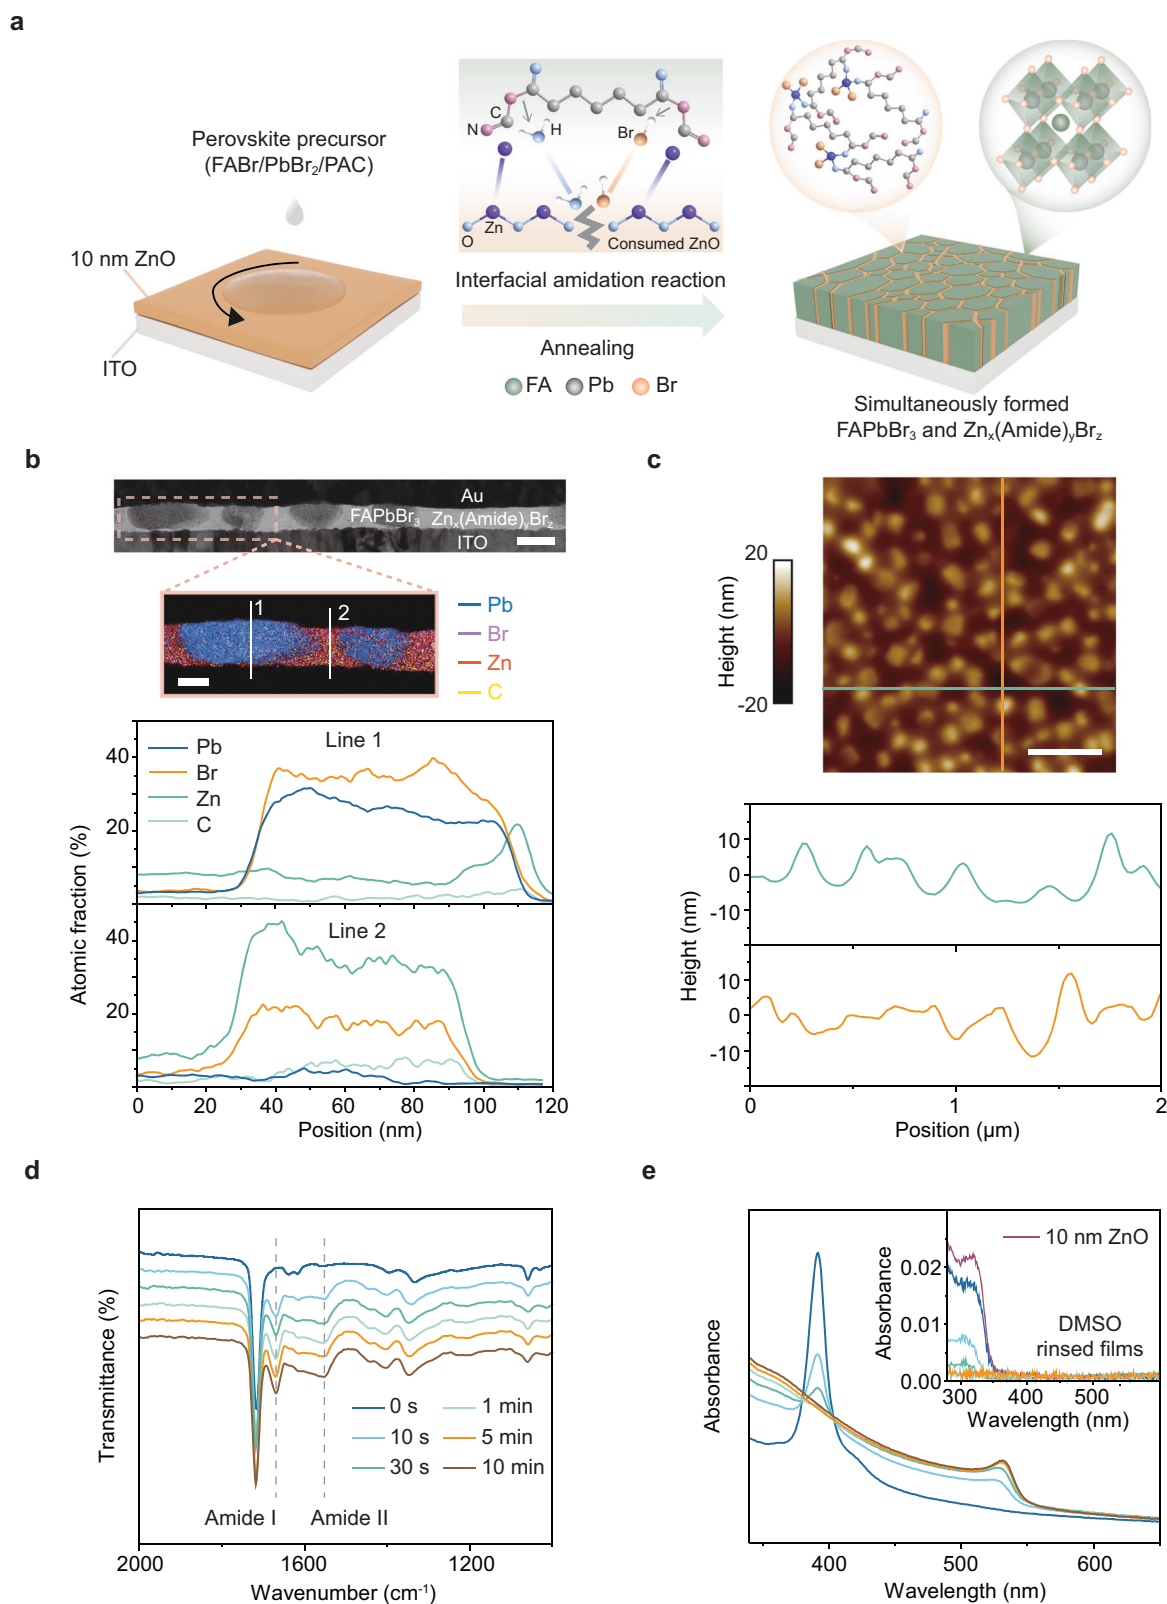 a
Perovskite precursor
(FABr/PbBr₂/PAC)
10 nm ZnO
ITO
C
N
H
Br
Zn
O
Consumed ZnO
Interfacial amidation reaction
Annealing
FA Pb Br
Simultaneously formed
FAPbBr₃ and Znₓ(Amide)ᵧBr_z
b
Au
FAPbBr₃ Znₓ(Amide)ᵧBr_z
ITO
1 2
Pb
Br
Zn
C
Line 1
Pb
Br
Zn
C
40
20
Line 2
40
20
Atomic fraction (%)
0 20 40 60 80 100 120
Position (nm)
c
20
-20
Height (nm)
10
0
-10
10
0
-10
Height (nm)
0 1 2
Position (µm)
d
Transmittance (%)
0 s 1 min
10 s 5 min
30 s 10 min
Amide I Amide II
2000 1600 1200
Wavenumber (cm⁻¹)
e
Absorbance
10 nm ZnO
DMSO
rinsed films
Absorbance
0.02
0.01
0.00
280 400 500
Wavelength (nm)
400 500 600
Wavelength (nm)